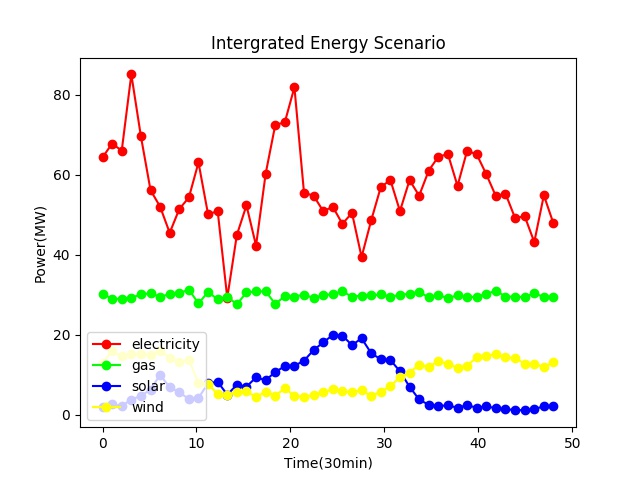 Intergrated Energy Scenario
Power(MW)
80
60
40
20
0
electricity
gas
solar
wind
0 10 20 30 40 50
Time(30min)